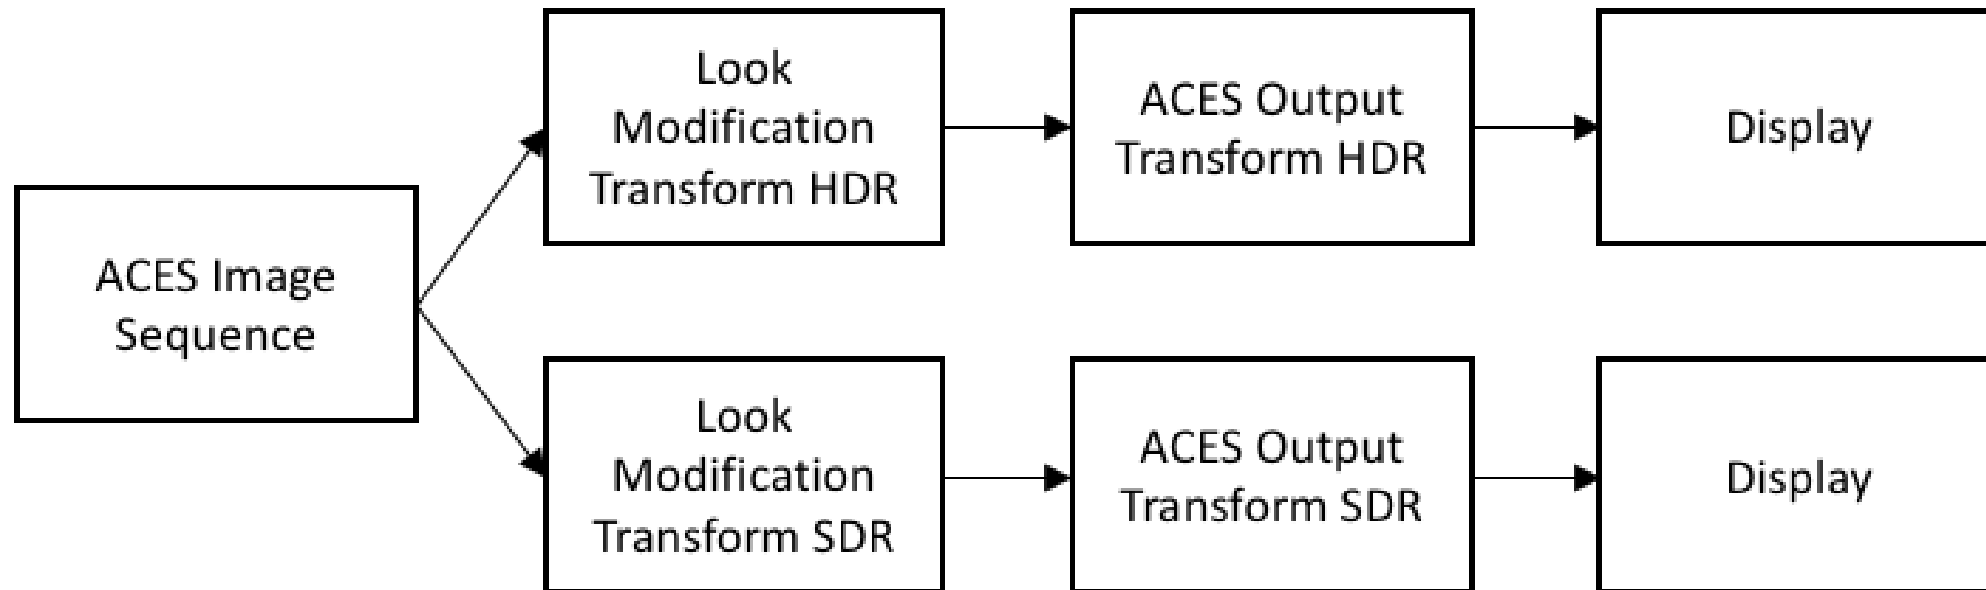 ACES Image
Sequence
Look
Modification
Transform HDR
ACES Output
Transform HDR
Display
Look
Modification
Transform SDR
ACES Output
Transform SDR
Display